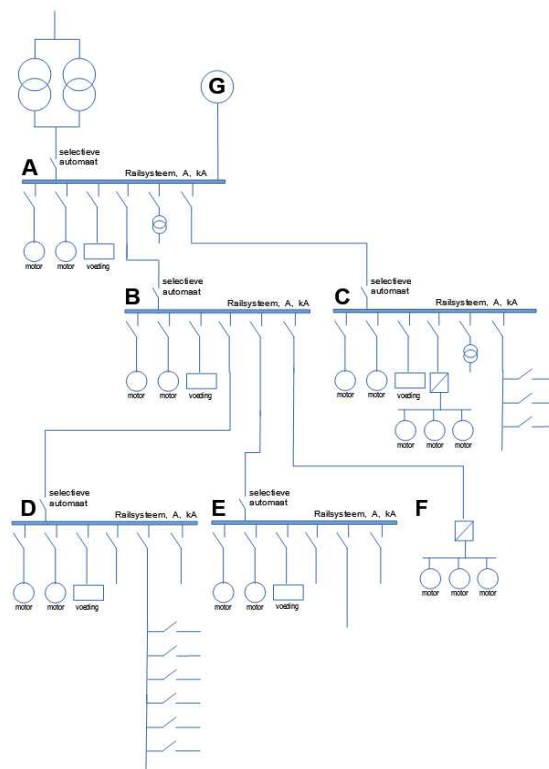 G
selectieve
automaat
A
Railsysteem, A, kA
motor
motor
voeding
selectieve
automaat
B
Railsysteem, A, kA
selectieve
automaat
C
Railsysteem, A, kA
motor
motor
voeding
motor
motor
voeding
motor
motor
motor
selectieve
automaat
D
Railsysteem, A, kA
selectieve
automaat
E
Railsysteem, A, kA
F
motor
motor
voeding
motor
motor
voeding
motor
motor
motor